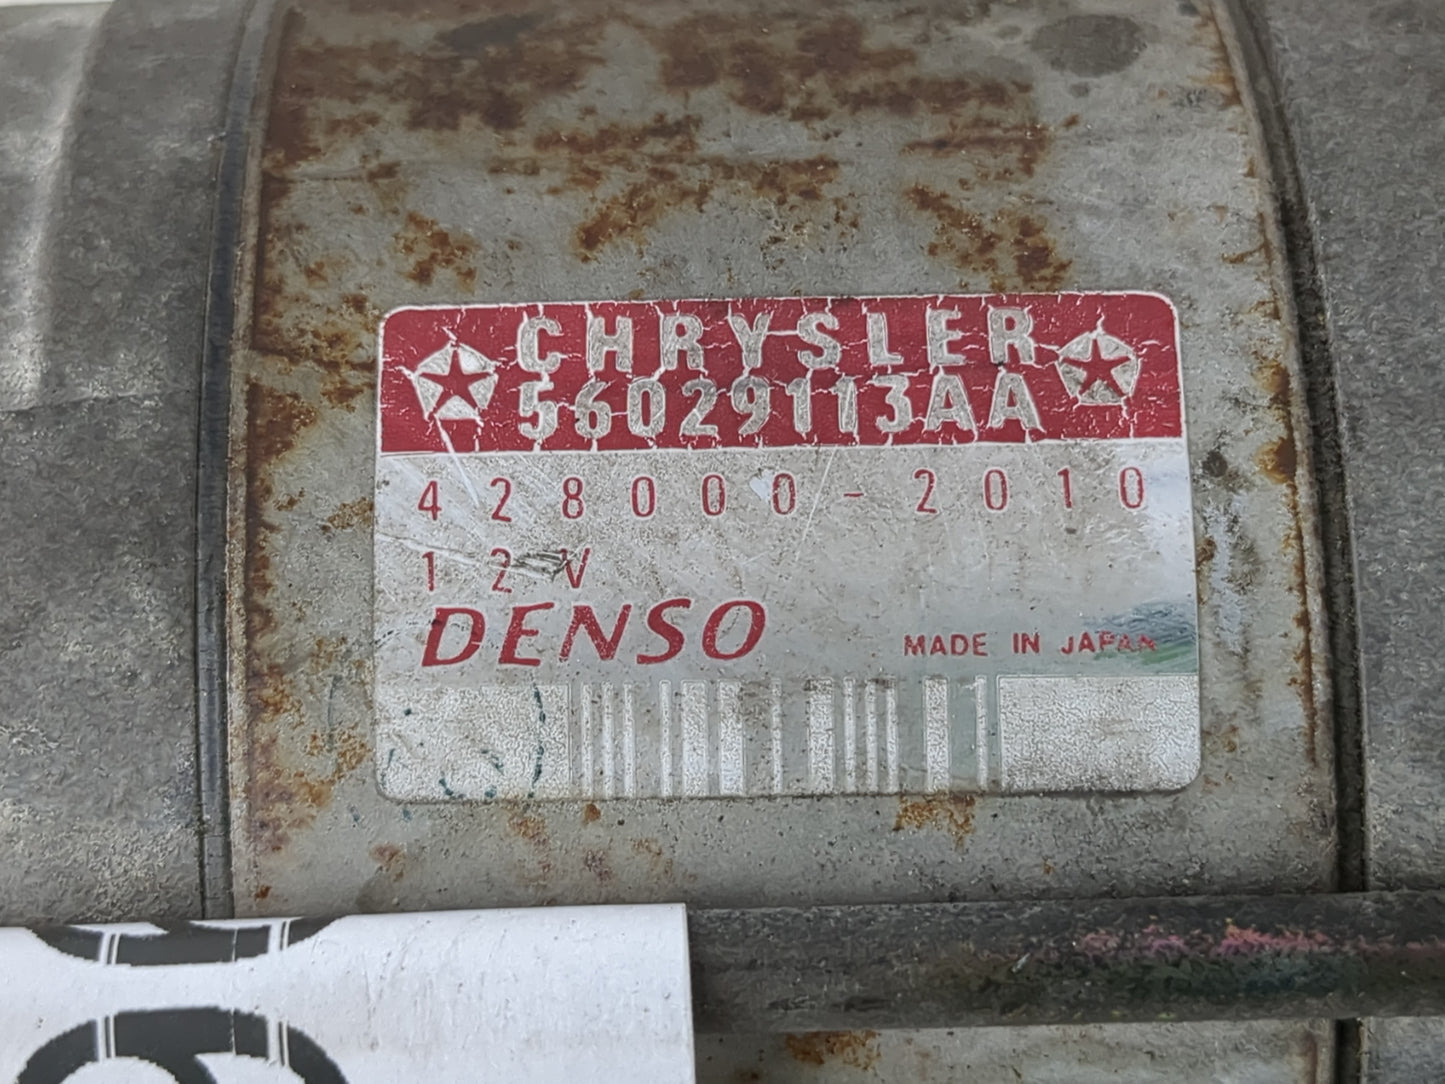 CHRYSLER
56029113AA
428000-2010
12V
DENSO
MADE IN JAPAN